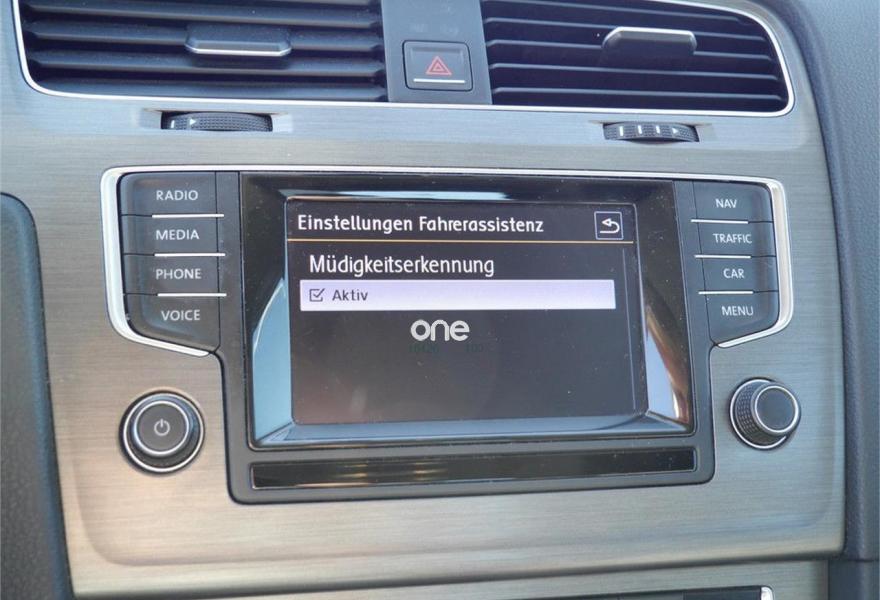 RADIO
MEDIA
PHONE
VOICE
Einstellungen Fahrerassistenz
Müdigkeitserkennung
Aktiv
one
NAV
TRAFFIC
CAR
MENU